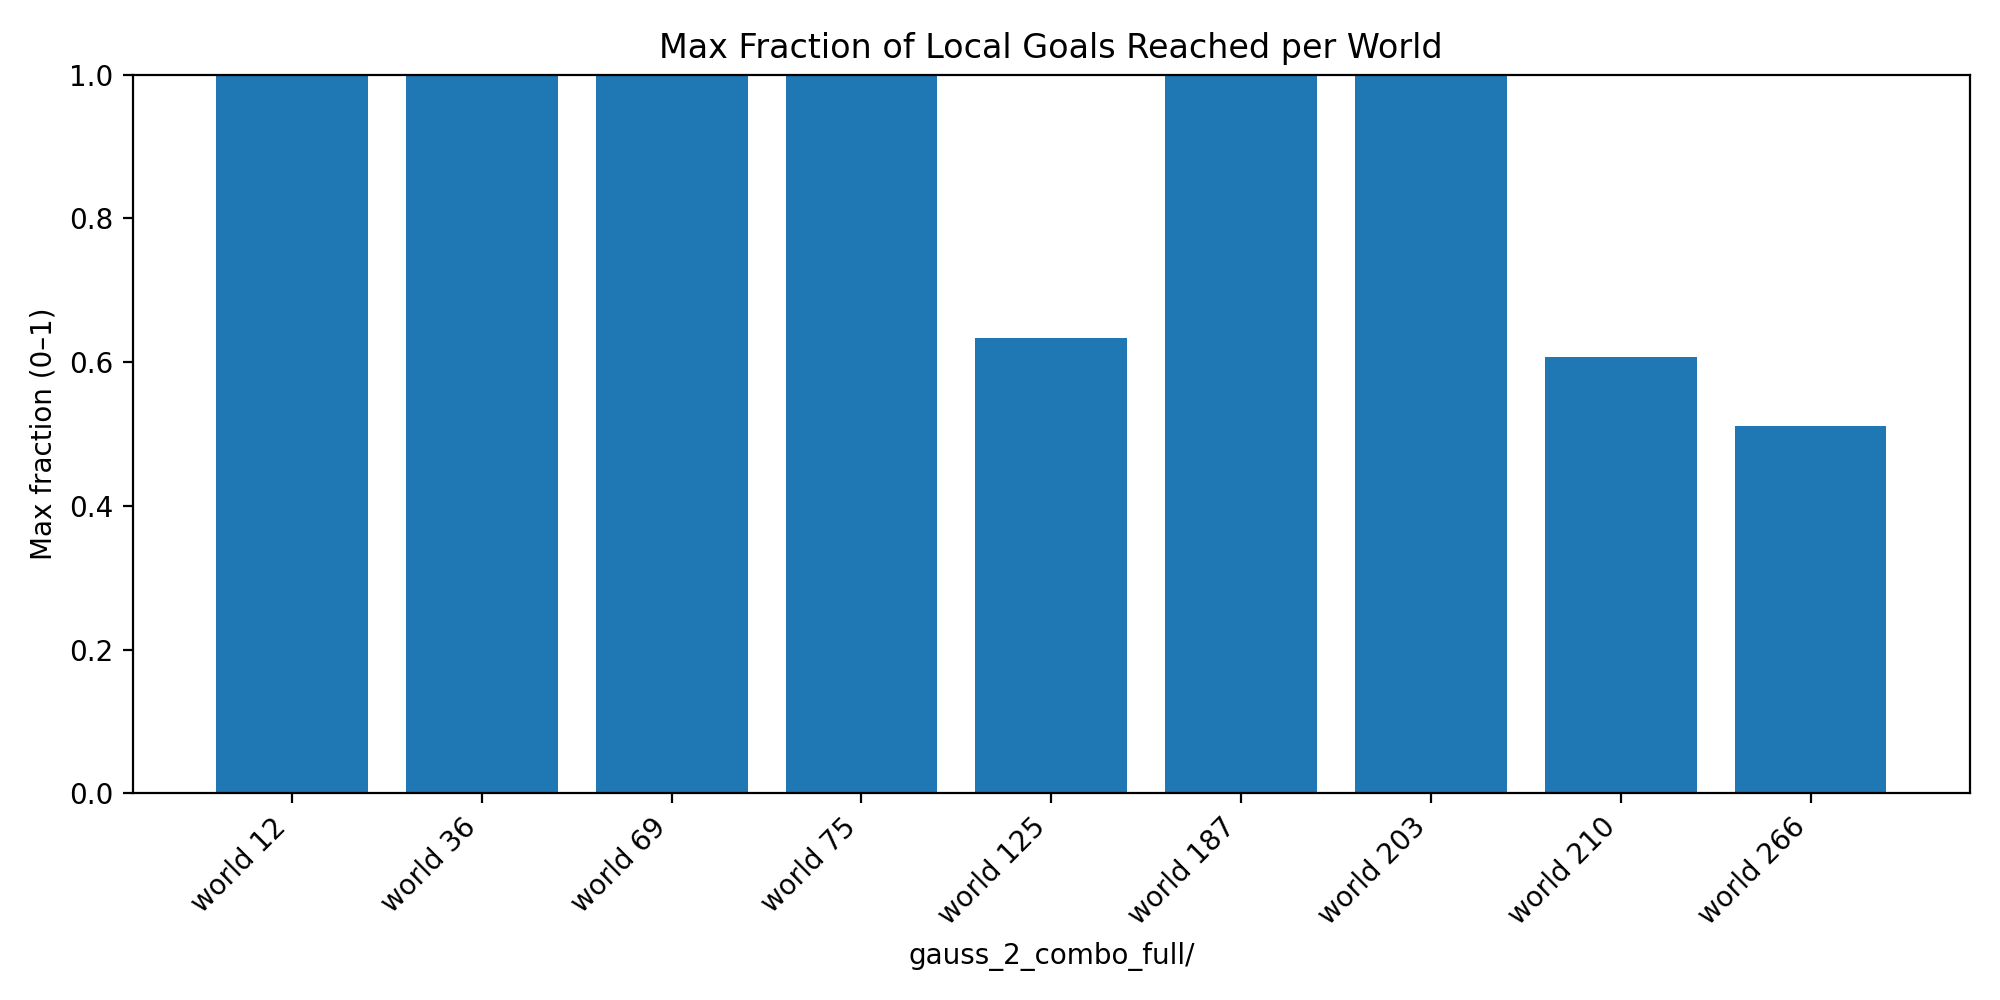 Max Fraction of Local Goals Reached per World
Max fraction (0–1)
1.0
0.8
0.6
0.4
0.2
0.0
world 12
world 36
world 69
world 75
world 125
world 187
world 203
world 210
world 266
gauss_2_combo_full/